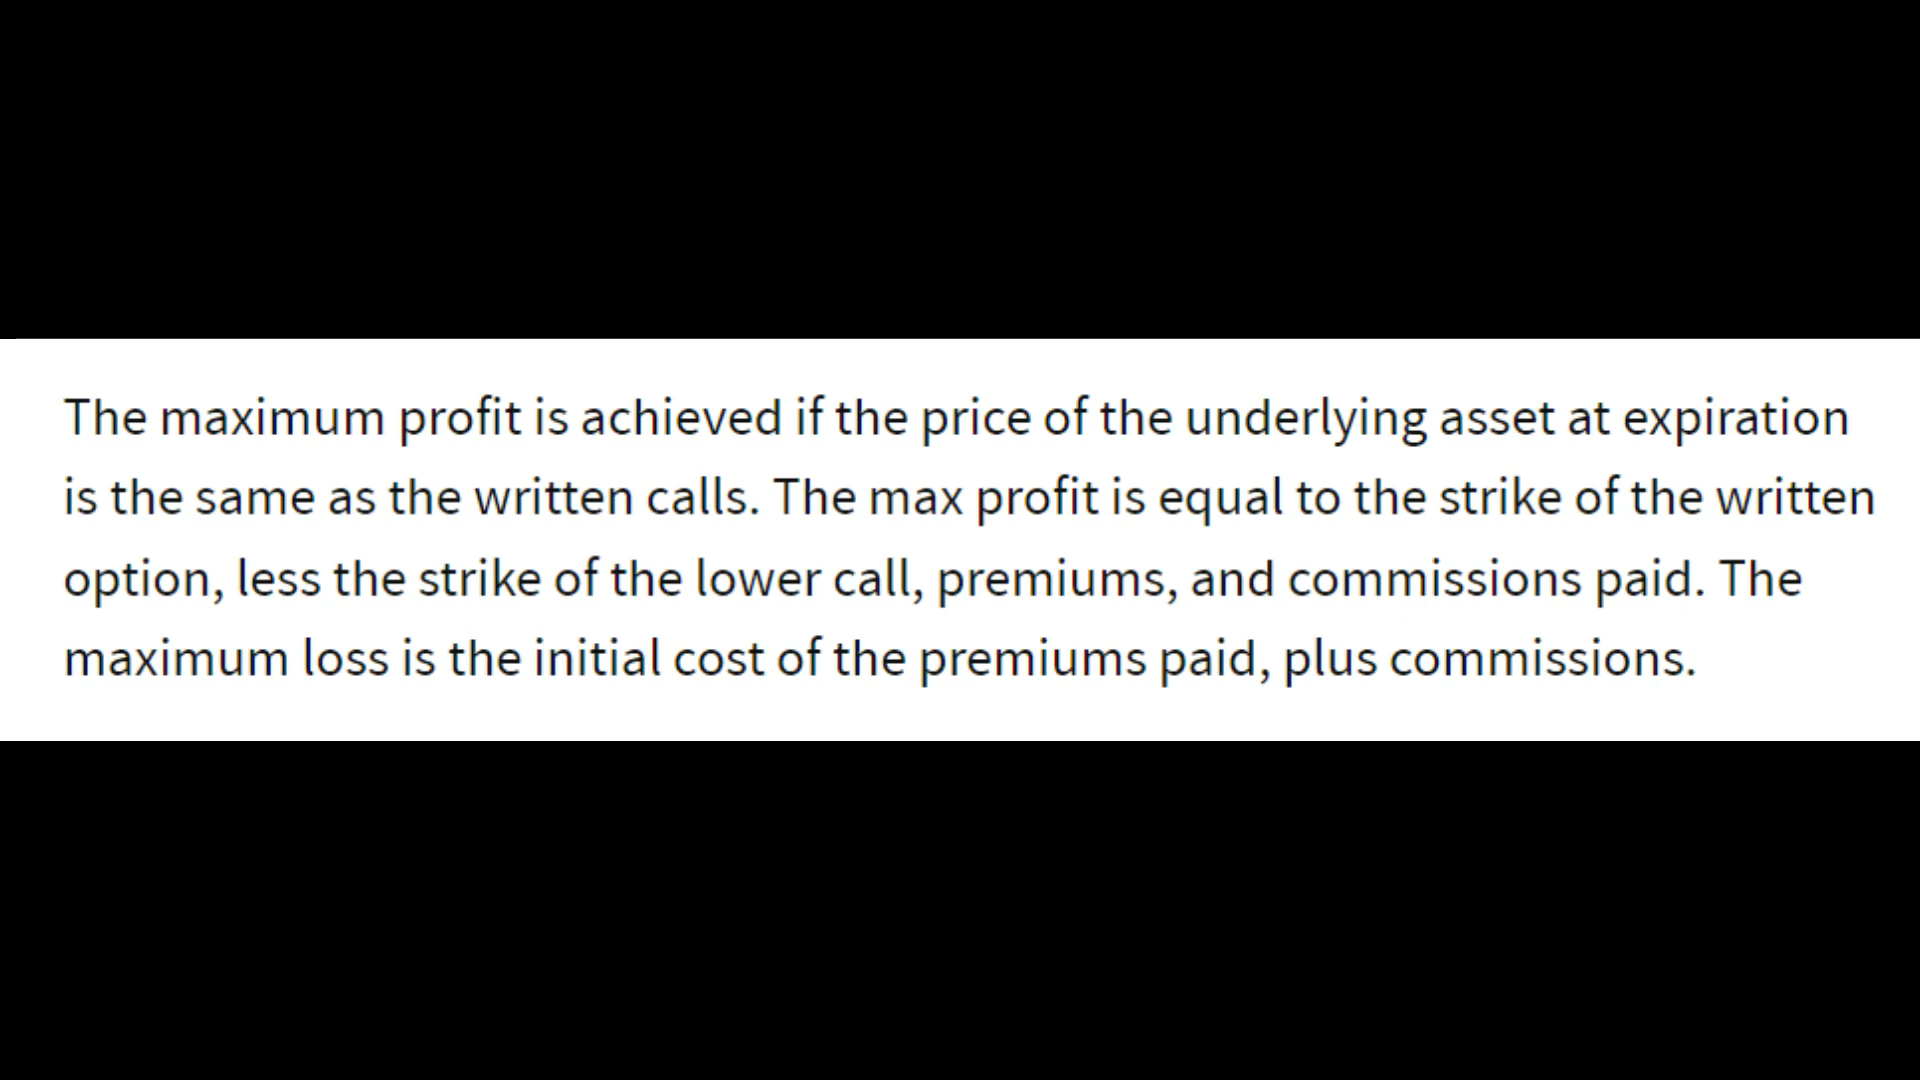 The maximum profit is achieved if the price of the underlying asset at expiration
is the same as the written calls. The max profit is equal to the strike of the written
option, less the strike of the lower call, premiums, and commissions paid. The
maximum loss is the initial cost of the premiums paid, plus commissions.